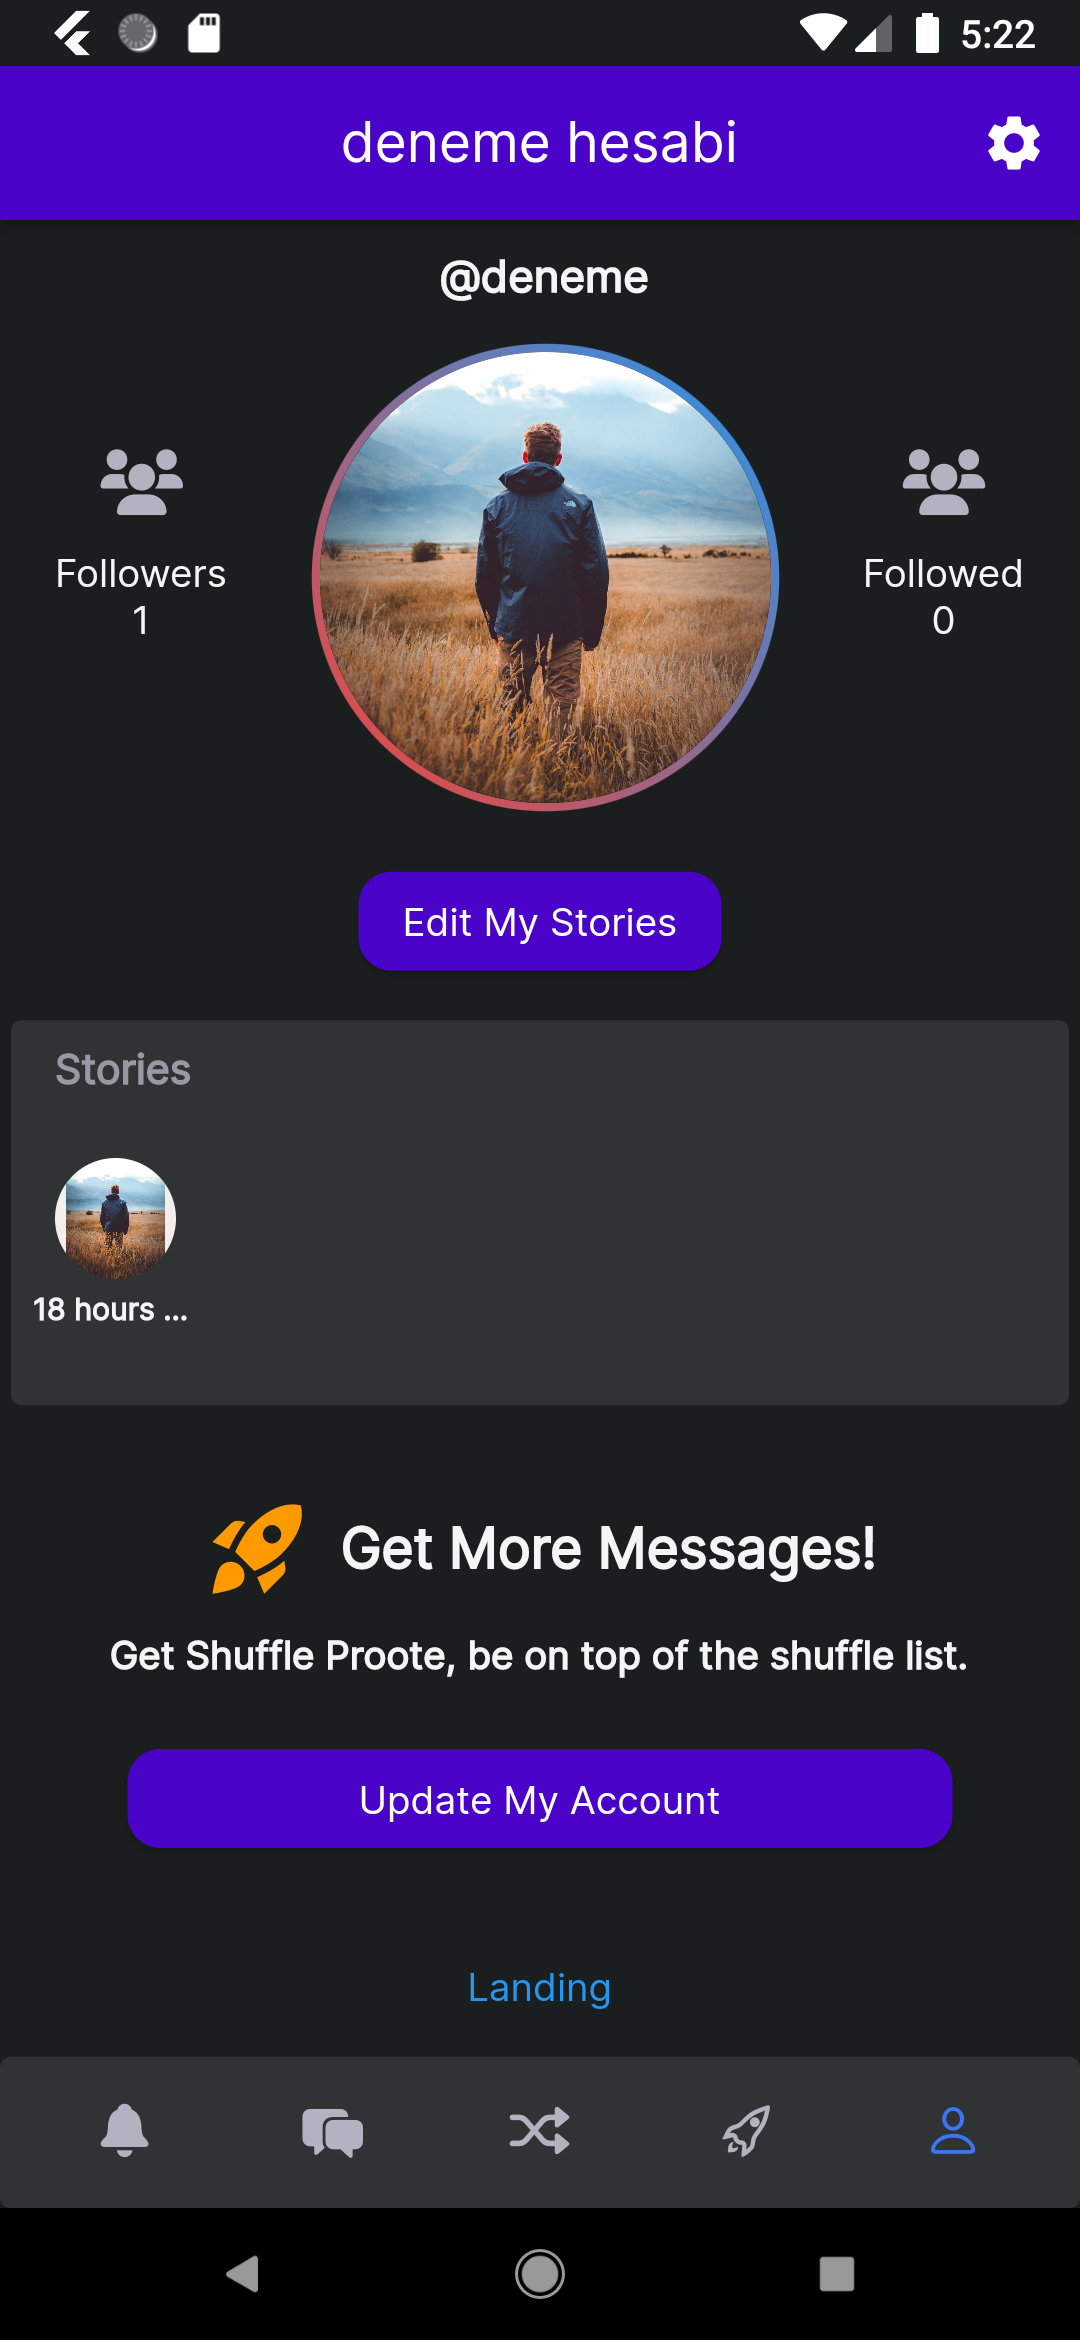 5:22
deneme hesabi
@deneme
Followers
1
Followed
0
Edit My Stories
Stories
18 hours ...
Get More Messages!
Get Shuffle Proote, be on top of the shuffle list.
Update My Account
Landing